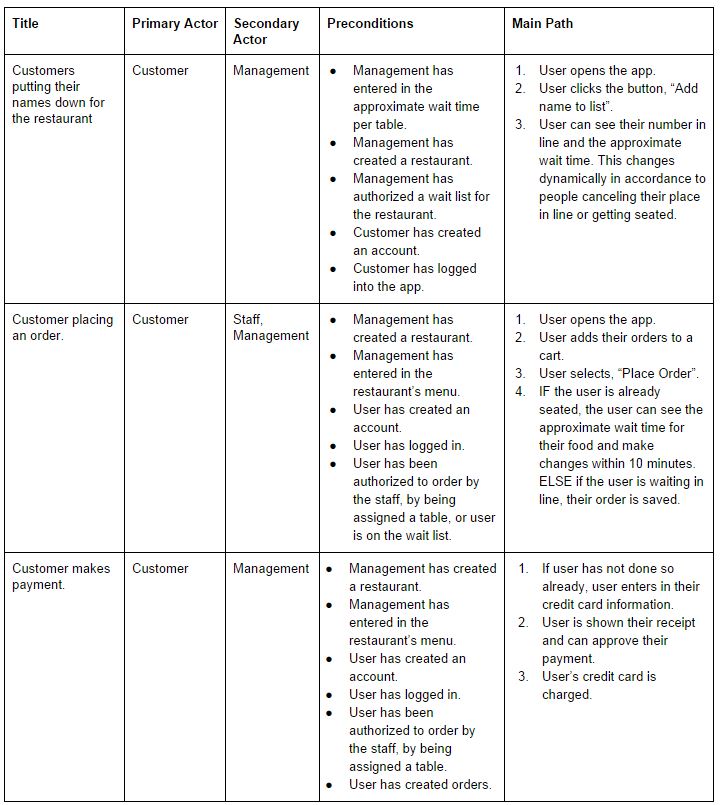 Title
Primary Actor
Secondary
Actor
Preconditions
Main Path
Customers
putting their
names down for
the restaurant
Customer
Management
● Management has
entered in the
approximate wait time
per table.
● Management has
created a restaurant.
● Management has
authorized a wait list for
the restaurant.
● Customer has created
an account.
● Customer has logged
into the app.
1. User opens the app.
2. User clicks the button, “Add
name to list”.
3. User can see their number in
line and the approximate
wait time. This changes
dynamically in accordance to
people canceling their place
in line or getting seated.
Customer placing
an order.
Customer
Staff,
Management
● Management has
created a restaurant.
● Management has
entered in the
restaurant’s menu.
● User has created an
account.
● User has logged in.
● User has been
authorized to order by
the staff, by being
assigned a table, or user
is on the wait list.
1. User opens the app.
2. User adds their orders to a
cart.
3. User selects, “Place Order”.
4. IF the user is already
seated, the user can see the
approximate wait time for
their food and make
changes within 10 minutes.
ELSE if the user is waiting in
line, their order is saved.
Customer makes
payment.
Customer
Management
● Management has created
a restaurant.
● Management has
entered in the
restaurant’s menu.
● User has created an
account.
● User has logged in.
● User has been
authorized to order by
the staff, by being
assigned a table.
● User has created orders.
1. If user has not done so
already, user enters in their
credit card information.
2. User is shown their receipt
and can approve their
payment.
3. User’s credit card is
charged.